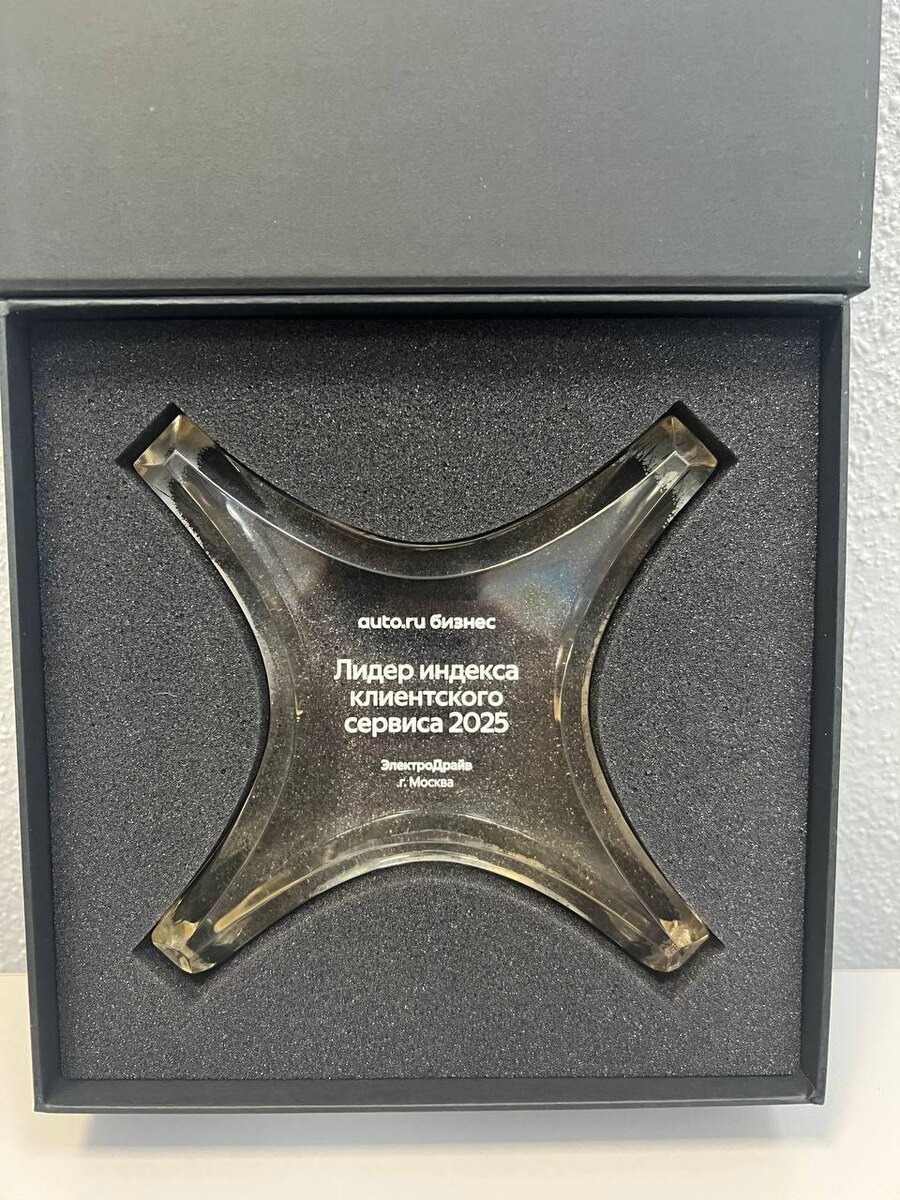 auto.ru бизнес
Лидер индекса
клиентского
сервиса 2025
ЭлектроДрайв
г. Москва